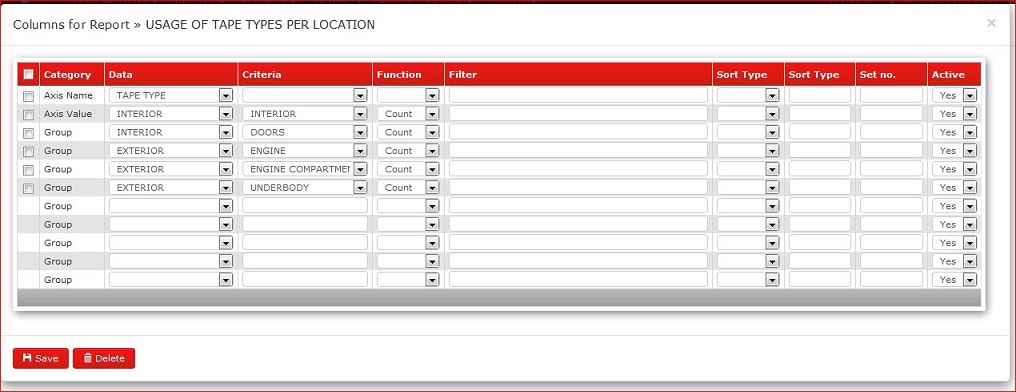 Columns for Report » USAGE OF TAPE TYPES PER LOCATION ×
Category Data Criteria Function Filter Sort Type Sort Type Set no. Active
Axis Name TAPE TYPE Yes
Axis Value INTERIOR INTERIOR Count Yes
Group INTERIOR DOORS Count Yes
Group EXTERIOR ENGINE Count Yes
Group EXTERIOR ENGINE COMPARTMEN Count Yes
Group EXTERIOR UNDERBODY Count Yes
Group Yes
Group Yes
Group Yes
Group Yes
Group Yes
Save Delete